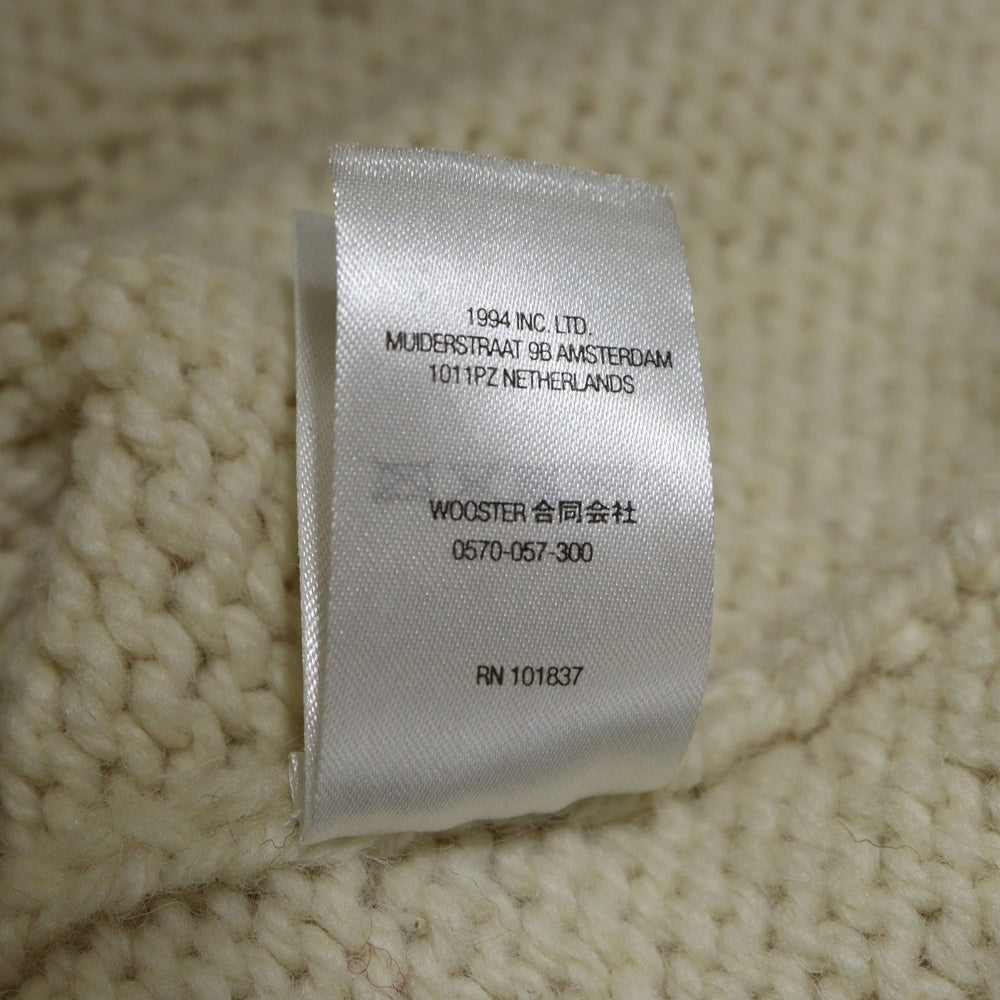 1994 INC. LTD.
MUIDERSTRAAT 9B AMSTERDAM
1011PZ NETHERLANDS
WOOSTER 合同会社
0570-057-300
RN 101837